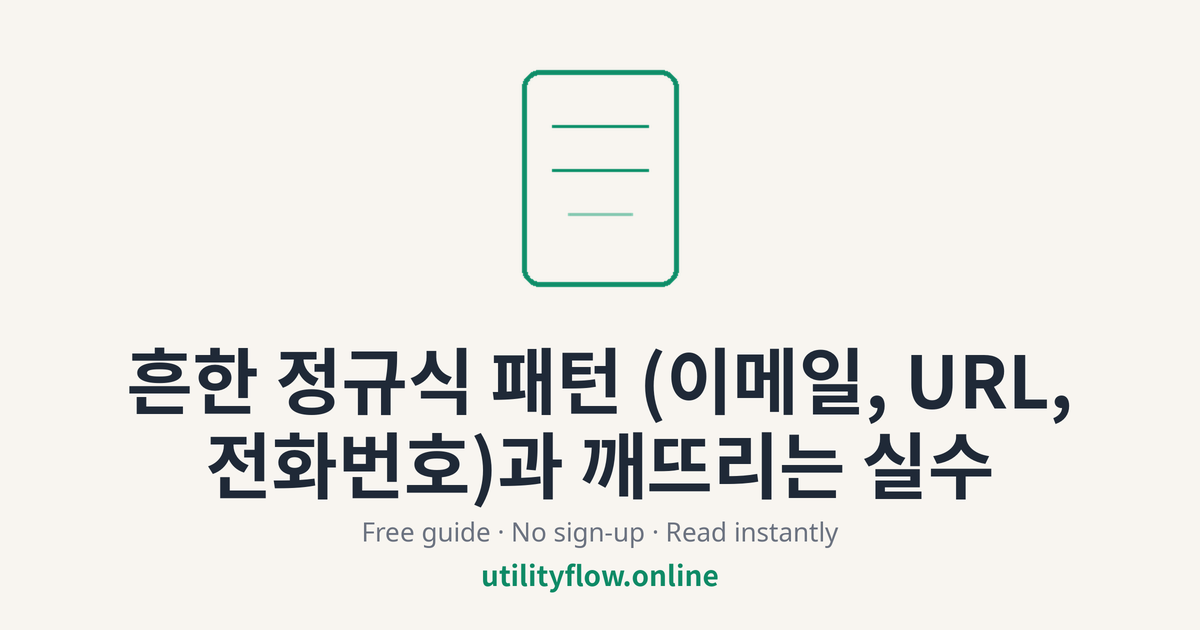 흔한 정규식 패턴 (이메일, URL,
전화번호)과 깨뜨리는 실수
Free guide · No sign-up · Read instantly
utilityflow.online